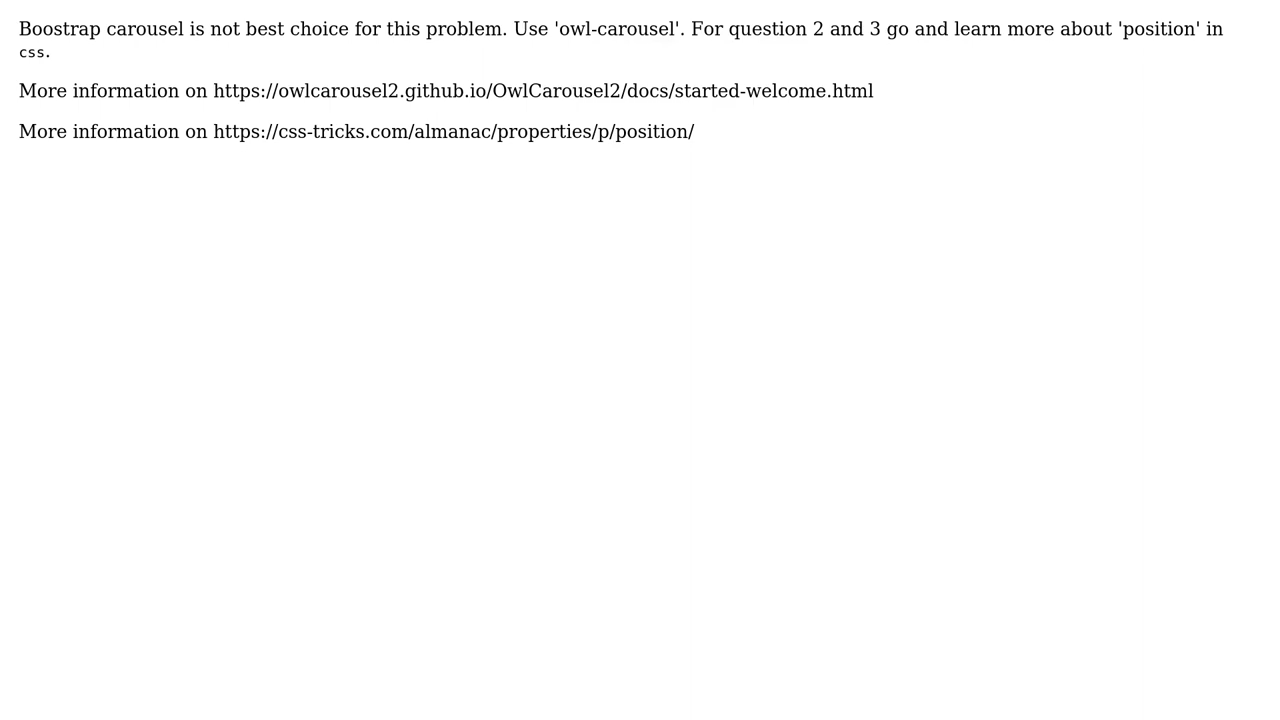 Boostrap carousel is not best choice for this problem. Use 'owl-carousel'. For question 2 and 3 go and learn more about 'position' in
css.
More information on https://owlcarousel2.github.io/OwlCarousel2/docs/started-welcome.html
More information on https://css-tricks.com/almanac/properties/p/position/